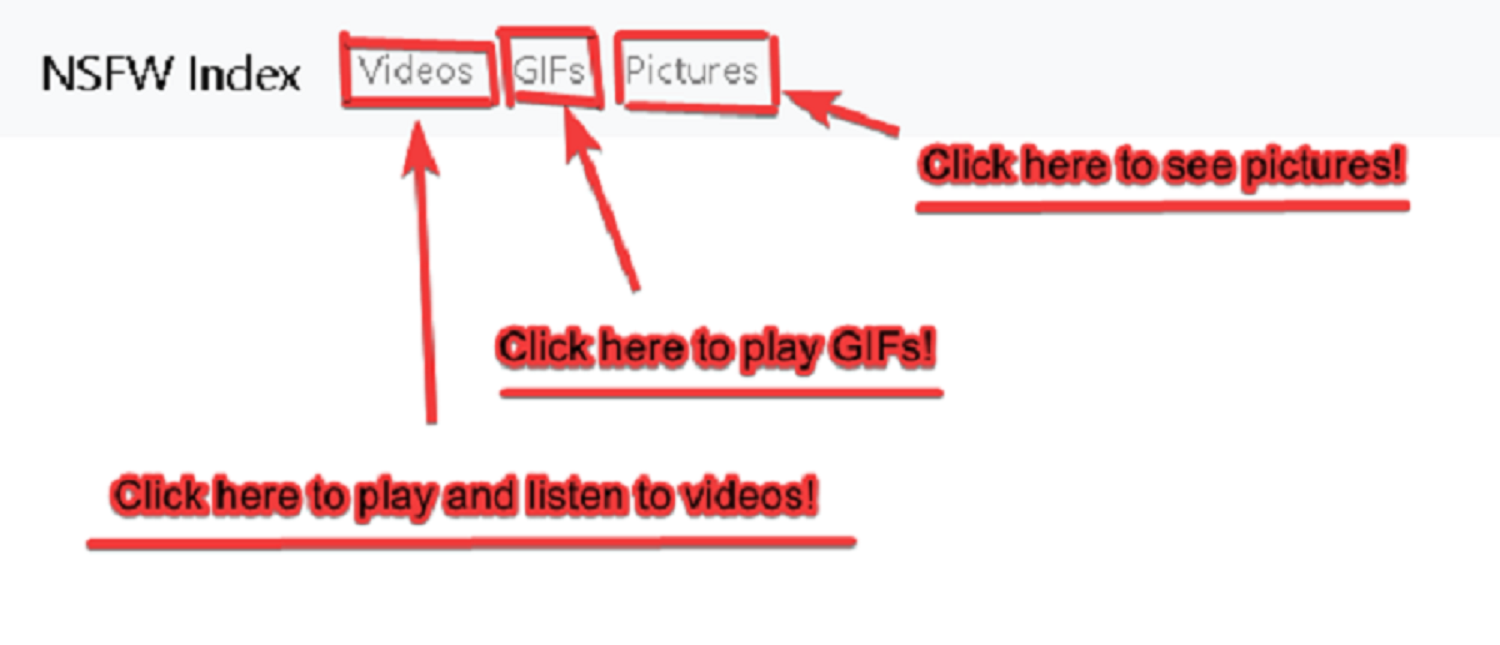 NSFW Index Videos GIFs Pictures
Click here to see pictures!
Click here to play GIFs!
Click here to play and listen to videos!